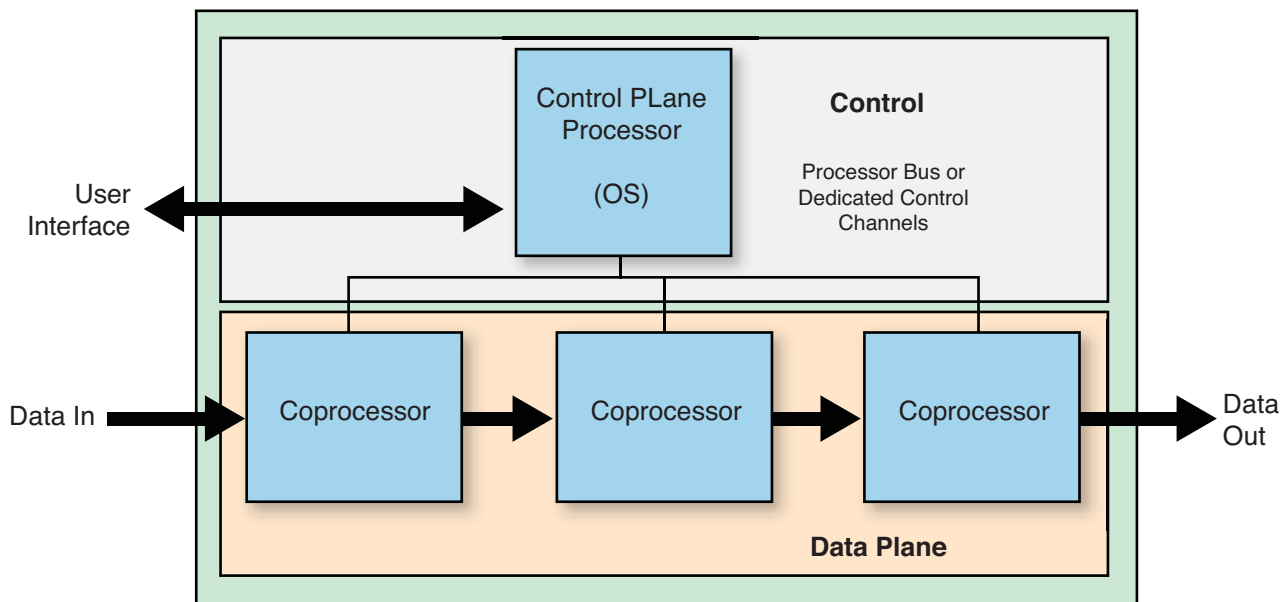 Control PLane
Processor
(OS)
Control
Processor Bus or
Dedicated Control
Channels
User
Interface
Data In
Coprocessor
Coprocessor
Coprocessor
Data
Out
Data Plane